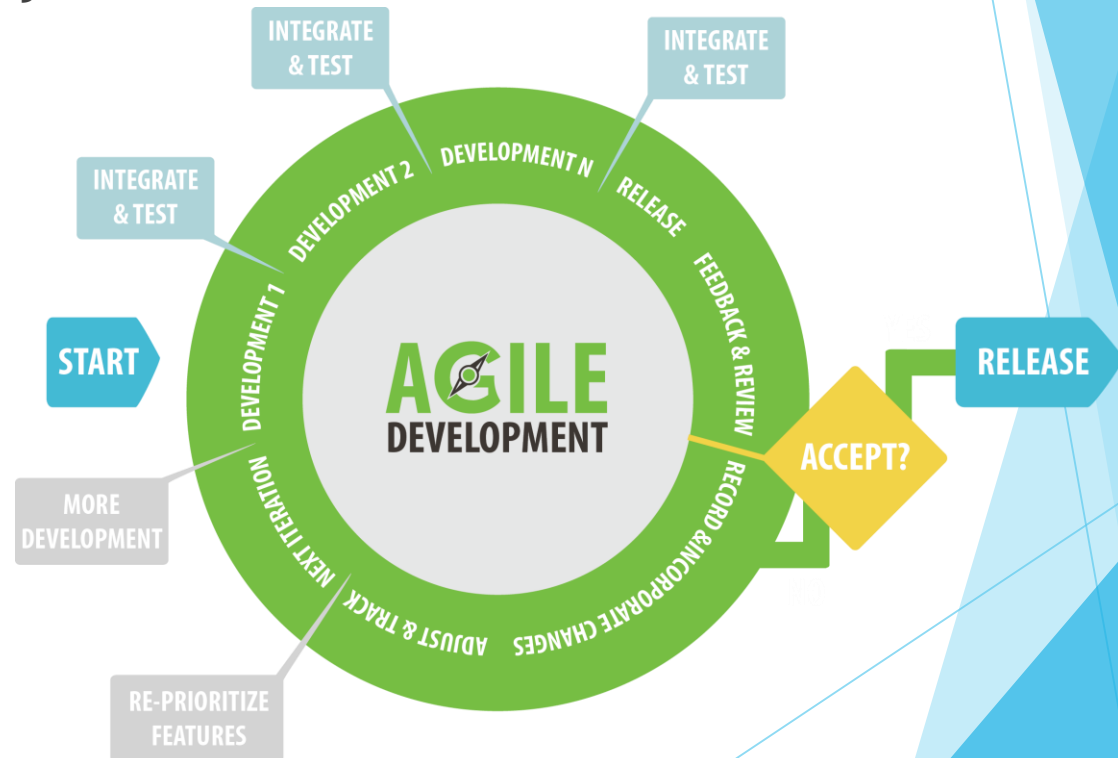 INTEGRATE
& TEST
INTEGRATE
& TEST
INTEGRATE
& TEST
START
DEVELOPMENT 1
DEVELOPMENT 2
DEVELOPMENT N
RELEASE
FEEDBACK & REVIEW
ACCEPT?
RELEASE
RECORD &INCORPORATE CHANGES
ADJUST & TRACK
NEXT ITERATION
MORE
DEVELOPMENT
RE-PRIORITIZE
FEATURES
AGILE
DEVELOPMENT